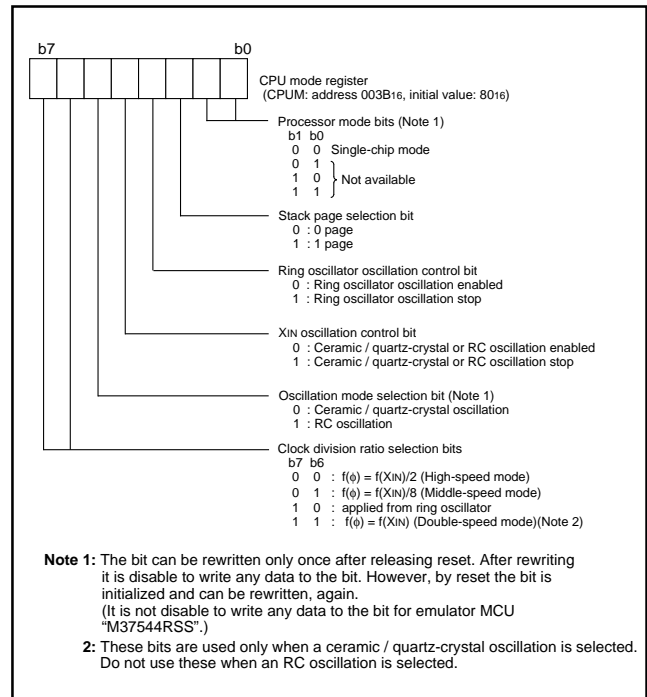 b7 b0
CPU mode register
(CPUM: address 003B16, initial value: 8016)
Processor mode bits (Note 1)
b1 b0
0 0 Single-chip mode
0 1
1 0 Not available
1 1
Stack page selection bit
0 : 0 page
1 : 1 page
Ring oscillator oscillation control bit
0 : Ring oscillator oscillation enabled
1 : Ring oscillator oscillation stop
XIN oscillation control bit
0 : Ceramic / quartz-crystal or RC oscillation enabled
1 : Ceramic / quartz-crystal or RC oscillation stop
Oscillation mode selection bit (Note 1)
0 : Ceramic / quartz-crystal oscillation
1 : RC oscillation
Clock division ratio selection bits
b7 b6
0 0 : f(ϕ) = f(XIN)/2 (High-speed mode)
0 1 : f(ϕ) = f(XIN)/8 (Middle-speed mode)
1 0 : applied from ring oscillator
1 1 : f(ϕ) = f(XIN) (Double-speed mode)(Note 2)
Note 1: The bit can be rewritten only once after releasing reset. After rewriting
it is disable to write any data to the bit. However, by reset the bit is
initialized and can be rewritten, again.
(It is not disable to write any data to the bit for emulator MCU
“M37544RSS”.)
2: These bits are used only when a ceramic / quartz-crystal oscillation is selected.
Do not use these when an RC oscillation is selected.